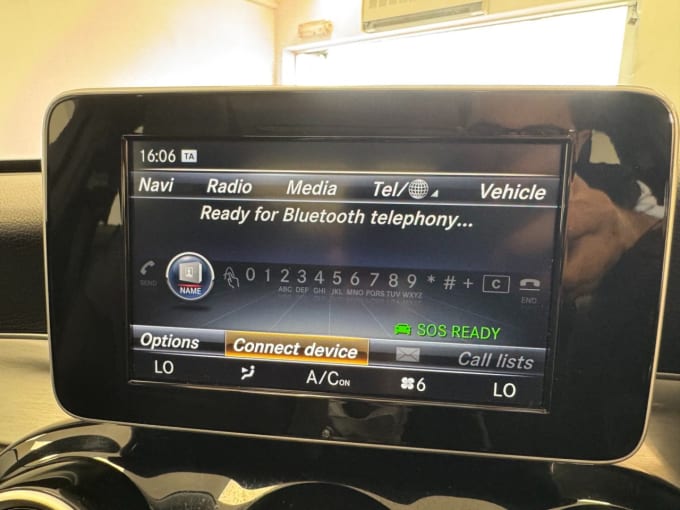 16:06 TA
Navi Radio Media Tel/ Vehicle
Ready for Bluetooth telephony...
0 1 2 3 4 5 6 7 8 9 * # + C
SEND NAME ABC DEF GHI JKL MNO PQRS TUV WXYZ END
SOS READY
Options Connect device Call lists
LO A/C ON 6 LO